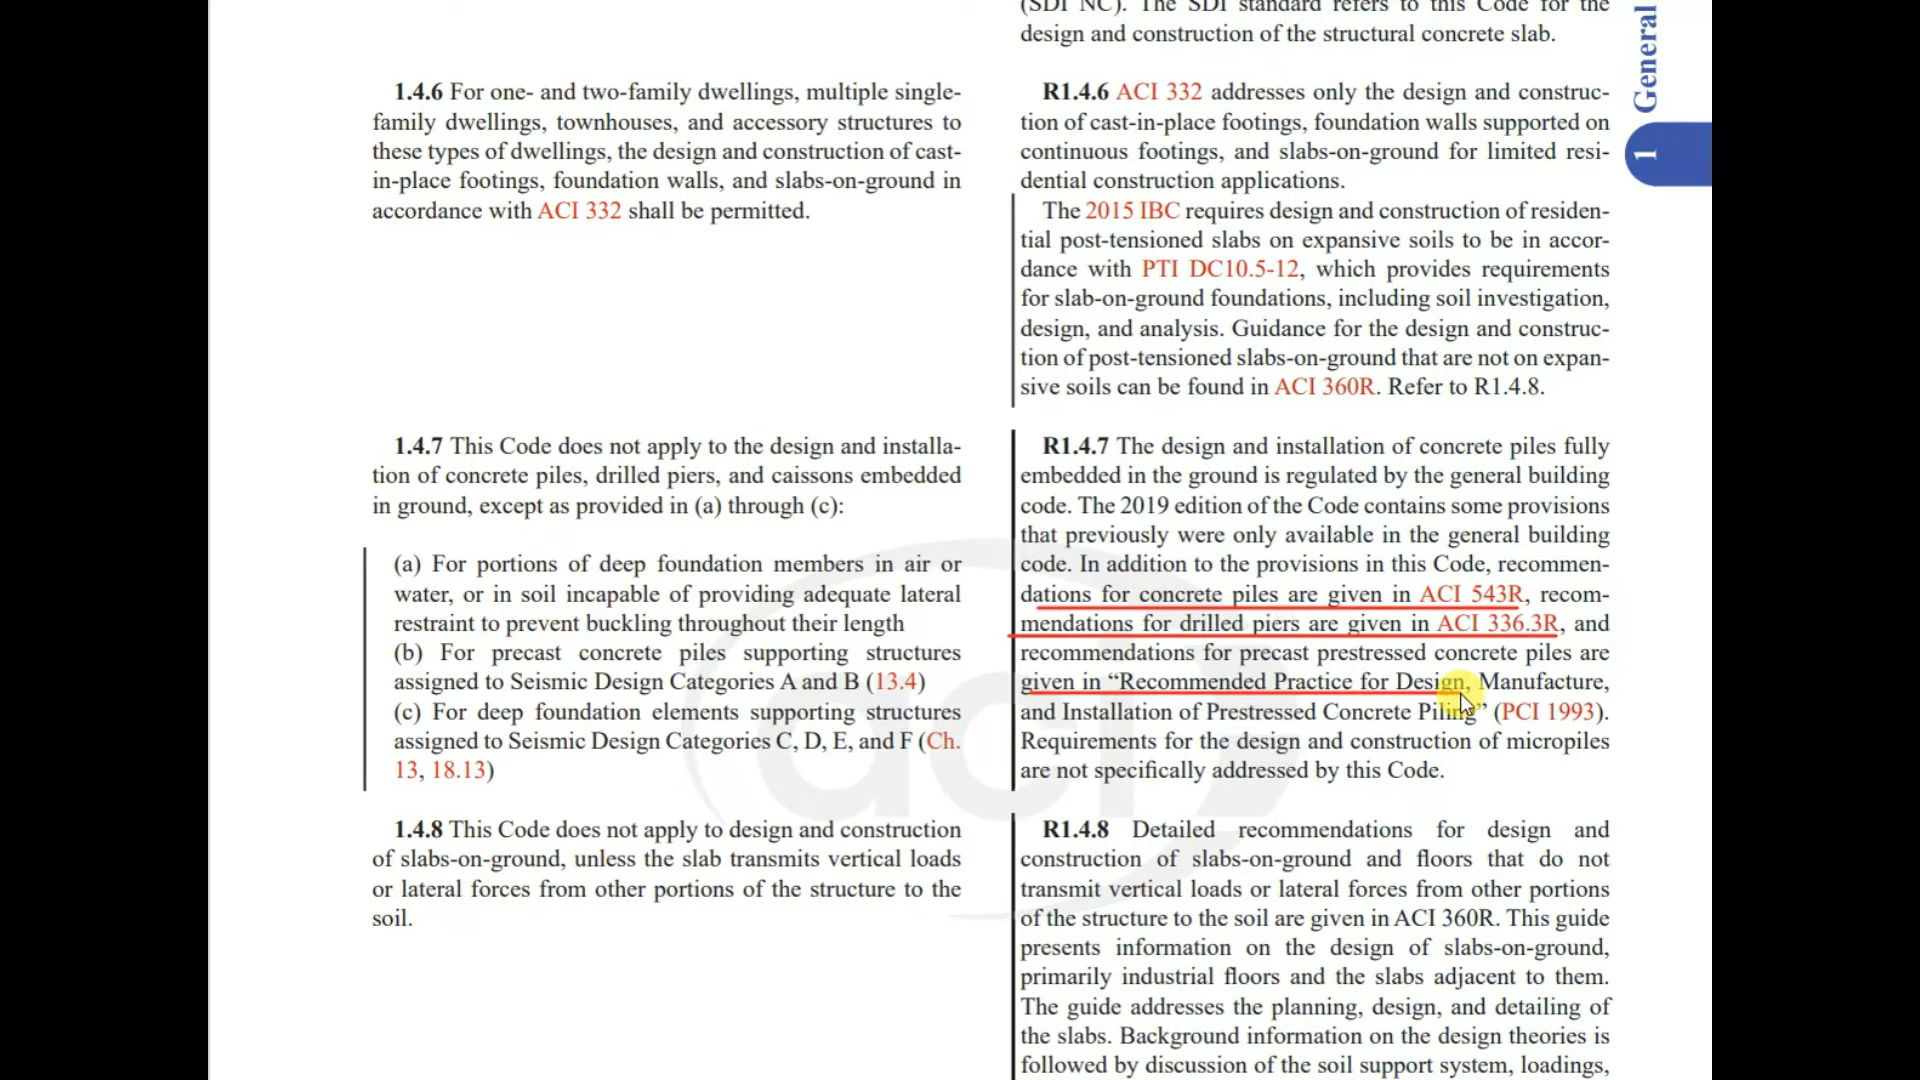 (SDI NC). The SDI standard refers to this Code for the
design and construction of the structural concrete slab.
General
1
1.4.6 For one- and two-family dwellings, multiple single-
family dwellings, townhouses, and accessory structures to
these types of dwellings, the design and construction of cast-
in-place footings, foundation walls, and slabs-on-ground in
accordance with ACI 332 shall be permitted.
R1.4.6 ACI 332 addresses only the design and construc-
tion of cast-in-place footings, foundation walls supported on
continuous footings, and slabs-on-ground for limited resi-
dential construction applications.
The 2015 IBC requires design and construction of residen-
tial post-tensioned slabs on expansive soils to be in accor-
dance with PTI DC10.5-12, which provides requirements
for slab-on-ground foundations, including soil investigation,
design, and analysis. Guidance for the design and construc-
tion of post-tensioned slabs-on-ground that are not on expan-
sive soils can be found in ACI 360R. Refer to R1.4.8.
1.4.7 This Code does not apply to the design and installa-
tion of concrete piles, drilled piers, and caissons embedded
in ground, except as provided in (a) through (c):
(a) For portions of deep foundation members in air or
water, or in soil incapable of providing adequate lateral
restraint to prevent buckling throughout their length
(b) For precast concrete piles supporting structures
assigned to Seismic Design Categories A and B (13.4)
(c) For deep foundation elements supporting structures
assigned to Seismic Design Categories C, D, E, and F (Ch.
13, 18.13)
R1.4.7 The design and installation of concrete piles fully
embedded in the ground is regulated by the general building
code. The 2019 edition of the Code contains some provisions
that previously were only available in the general building
code. In addition to the provisions in this Code, recommen-
dations for concrete piles are given in ACI 543R, recom-
mendations for drilled piers are given in ACI 336.3R, and
recommendations for precast prestressed concrete piles are
given in “Recommended Practice for Design, Manufacture,
and Installation of Prestressed Concrete Piling” (PCI 1993).
Requirements for the design and construction of micropiles
are not specifically addressed by this Code.
1.4.8 This Code does not apply to design and construction
of slabs-on-ground, unless the slab transmits vertical loads
or lateral forces from other portions of the structure to the
soil.
R1.4.8 Detailed recommendations for design and
construction of slabs-on-ground and floors that do not
transmit vertical loads or lateral forces from other portions
of the structure to the soil are given in ACI 360R. This guide
presents information on the design of slabs-on-ground,
primarily industrial floors and the slabs adjacent to them.
The guide addresses the planning, design, and detailing of
the slabs. Background information on the design theories is
followed by discussion of the soil support system, loadings,
aci